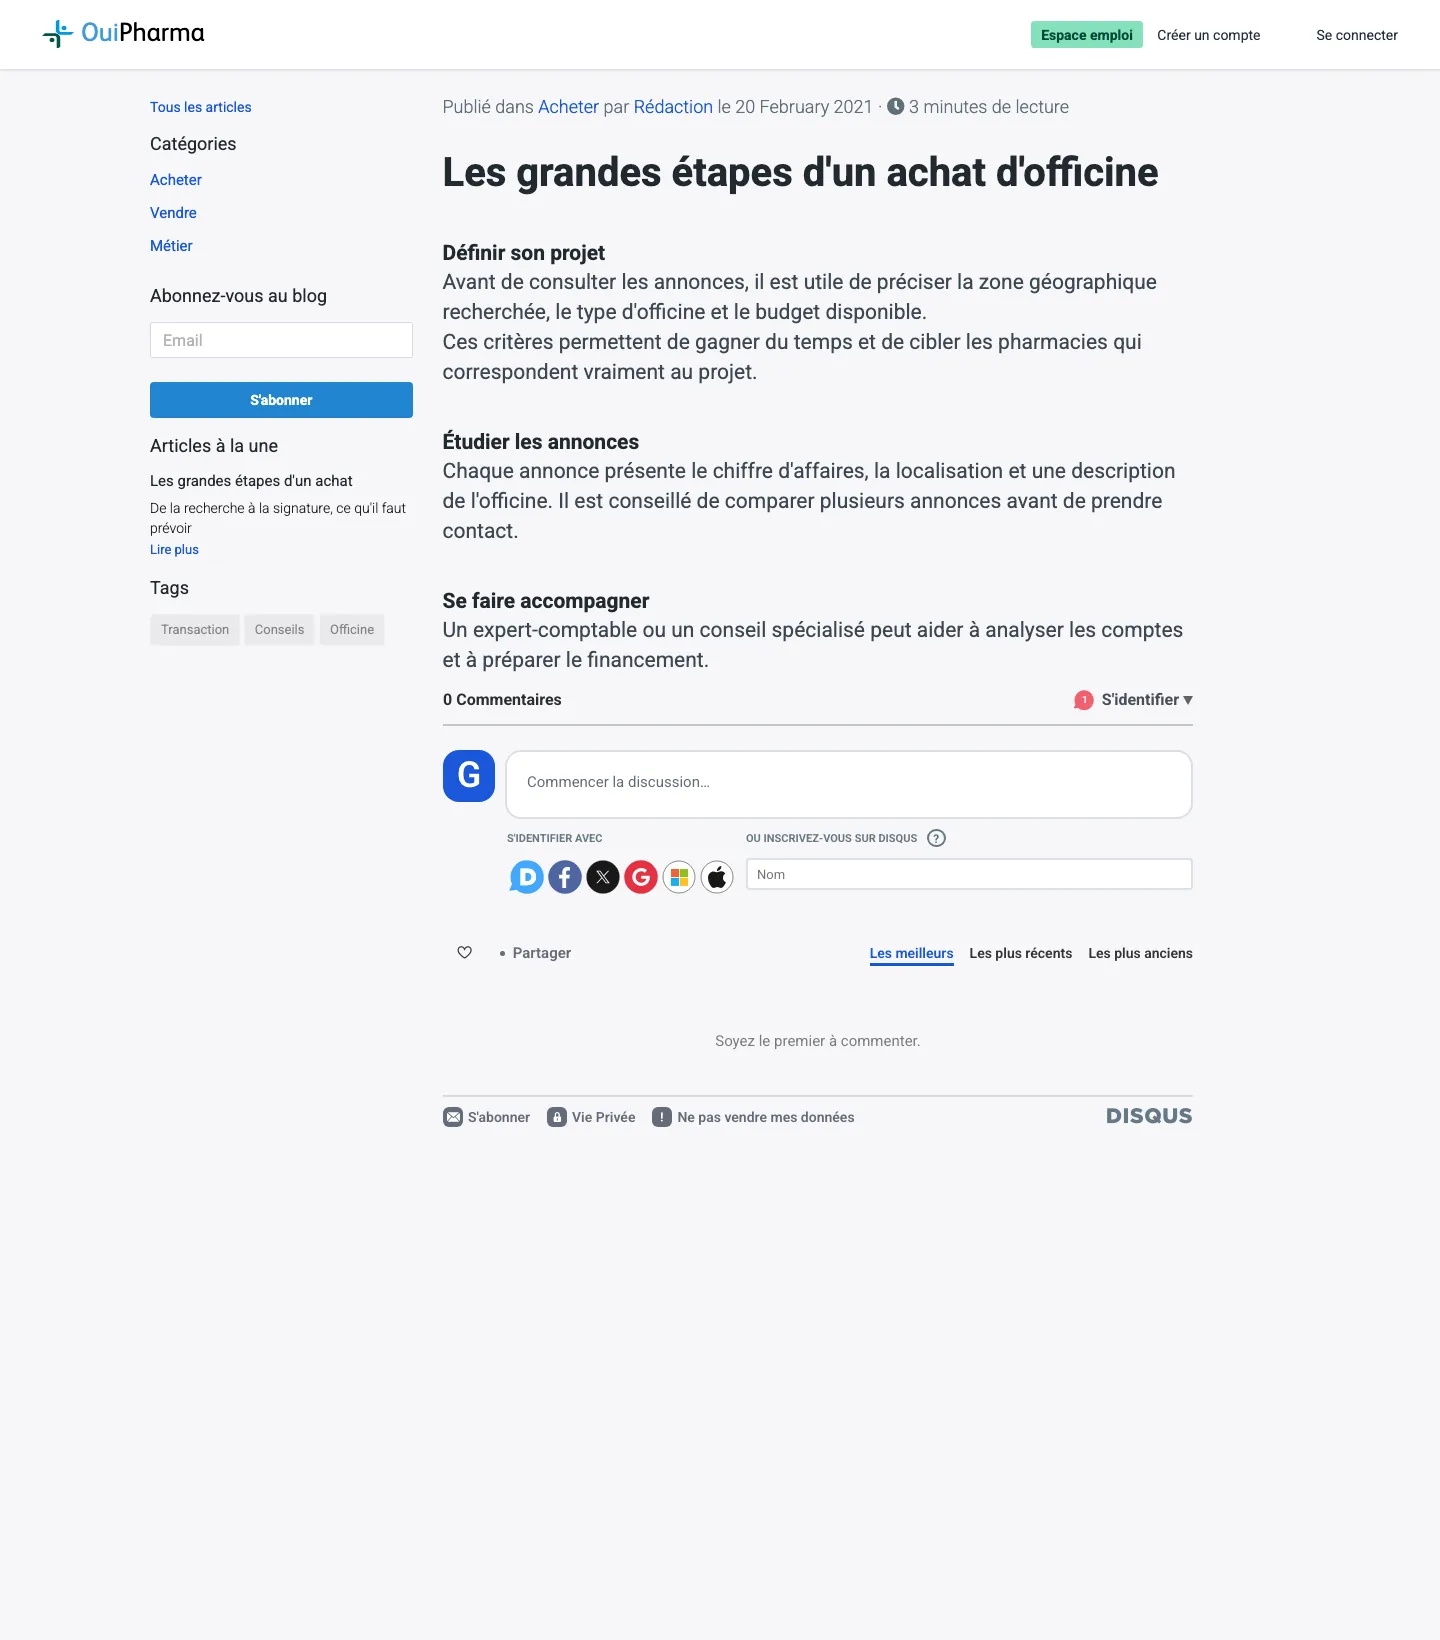 OuiPharma
Espace emploi
Créer un compte
Se connecter
Tous les articles
Catégories
Acheter
Vendre
Métier
Abonnez-vous au blog
Email
S'abonner
Articles à la une
Les grandes étapes d'un achat
De la recherche à la signature, ce qu'il faut
prévoir
Lire plus
Tags
Transaction
Conseils
Officine
Publié dans Acheter par Rédaction le 20 February 2021 · 3 minutes de lecture
Les grandes étapes d'un achat d'officine
Définir son projet
Avant de consulter les annonces, il est utile de préciser la zone géographique
recherchée, le type d'officine et le budget disponible.
Ces critères permettent de gagner du temps et de cibler les pharmacies qui
correspondent vraiment au projet.
Étudier les annonces
Chaque annonce présente le chiffre d'affaires, la localisation et une description
de l'officine. Il est conseillé de comparer plusieurs annonces avant de prendre
contact.
Se faire accompagner
Un expert-comptable ou un conseil spécialisé peut aider à analyser les comptes
et à préparer le financement.
0 Commentaires
1
S'identifier
G
Commencer la discussion…
S'IDENTIFIER AVEC
OU INSCRIVEZ-VOUS SUR DISQUS ?
Nom
• Partager
Les meilleurs
Les plus récents
Les plus anciens
Soyez le premier à commenter.
S'abonner
Vie Privée
Ne pas vendre mes données
DISQUS